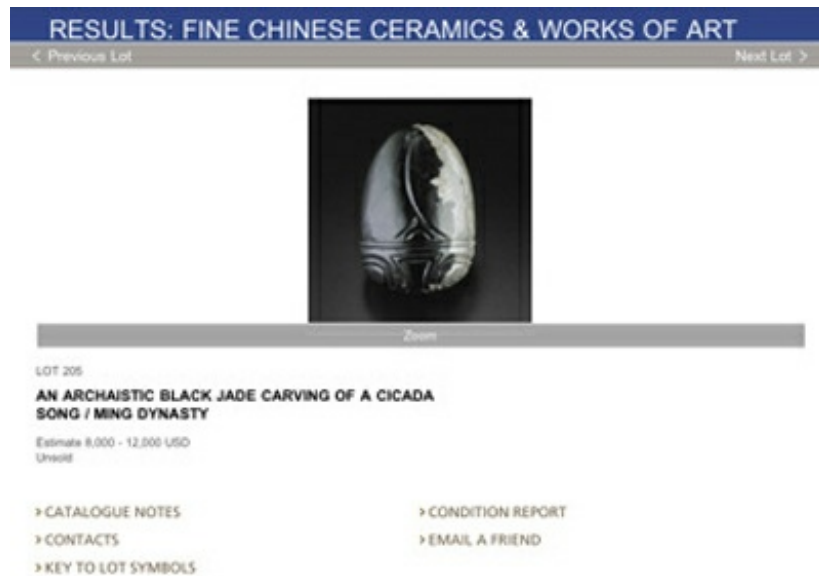 RESULTS: FINE CHINESE CERAMICS & WORKS OF ART
< Previous Lot
Next Lot >
Zoom
LOT 205
AN ARCHAISTIC BLACK JADE CARVING OF A CICADA
SONG / MING DYNASTY
Estimate 8,000 - 12,000 USD
Unsold
> CATALOGUE NOTES
> CONDITION REPORT
> CONTACTS
> EMAIL A FRIEND
> KEY TO LOT SYMBOLS